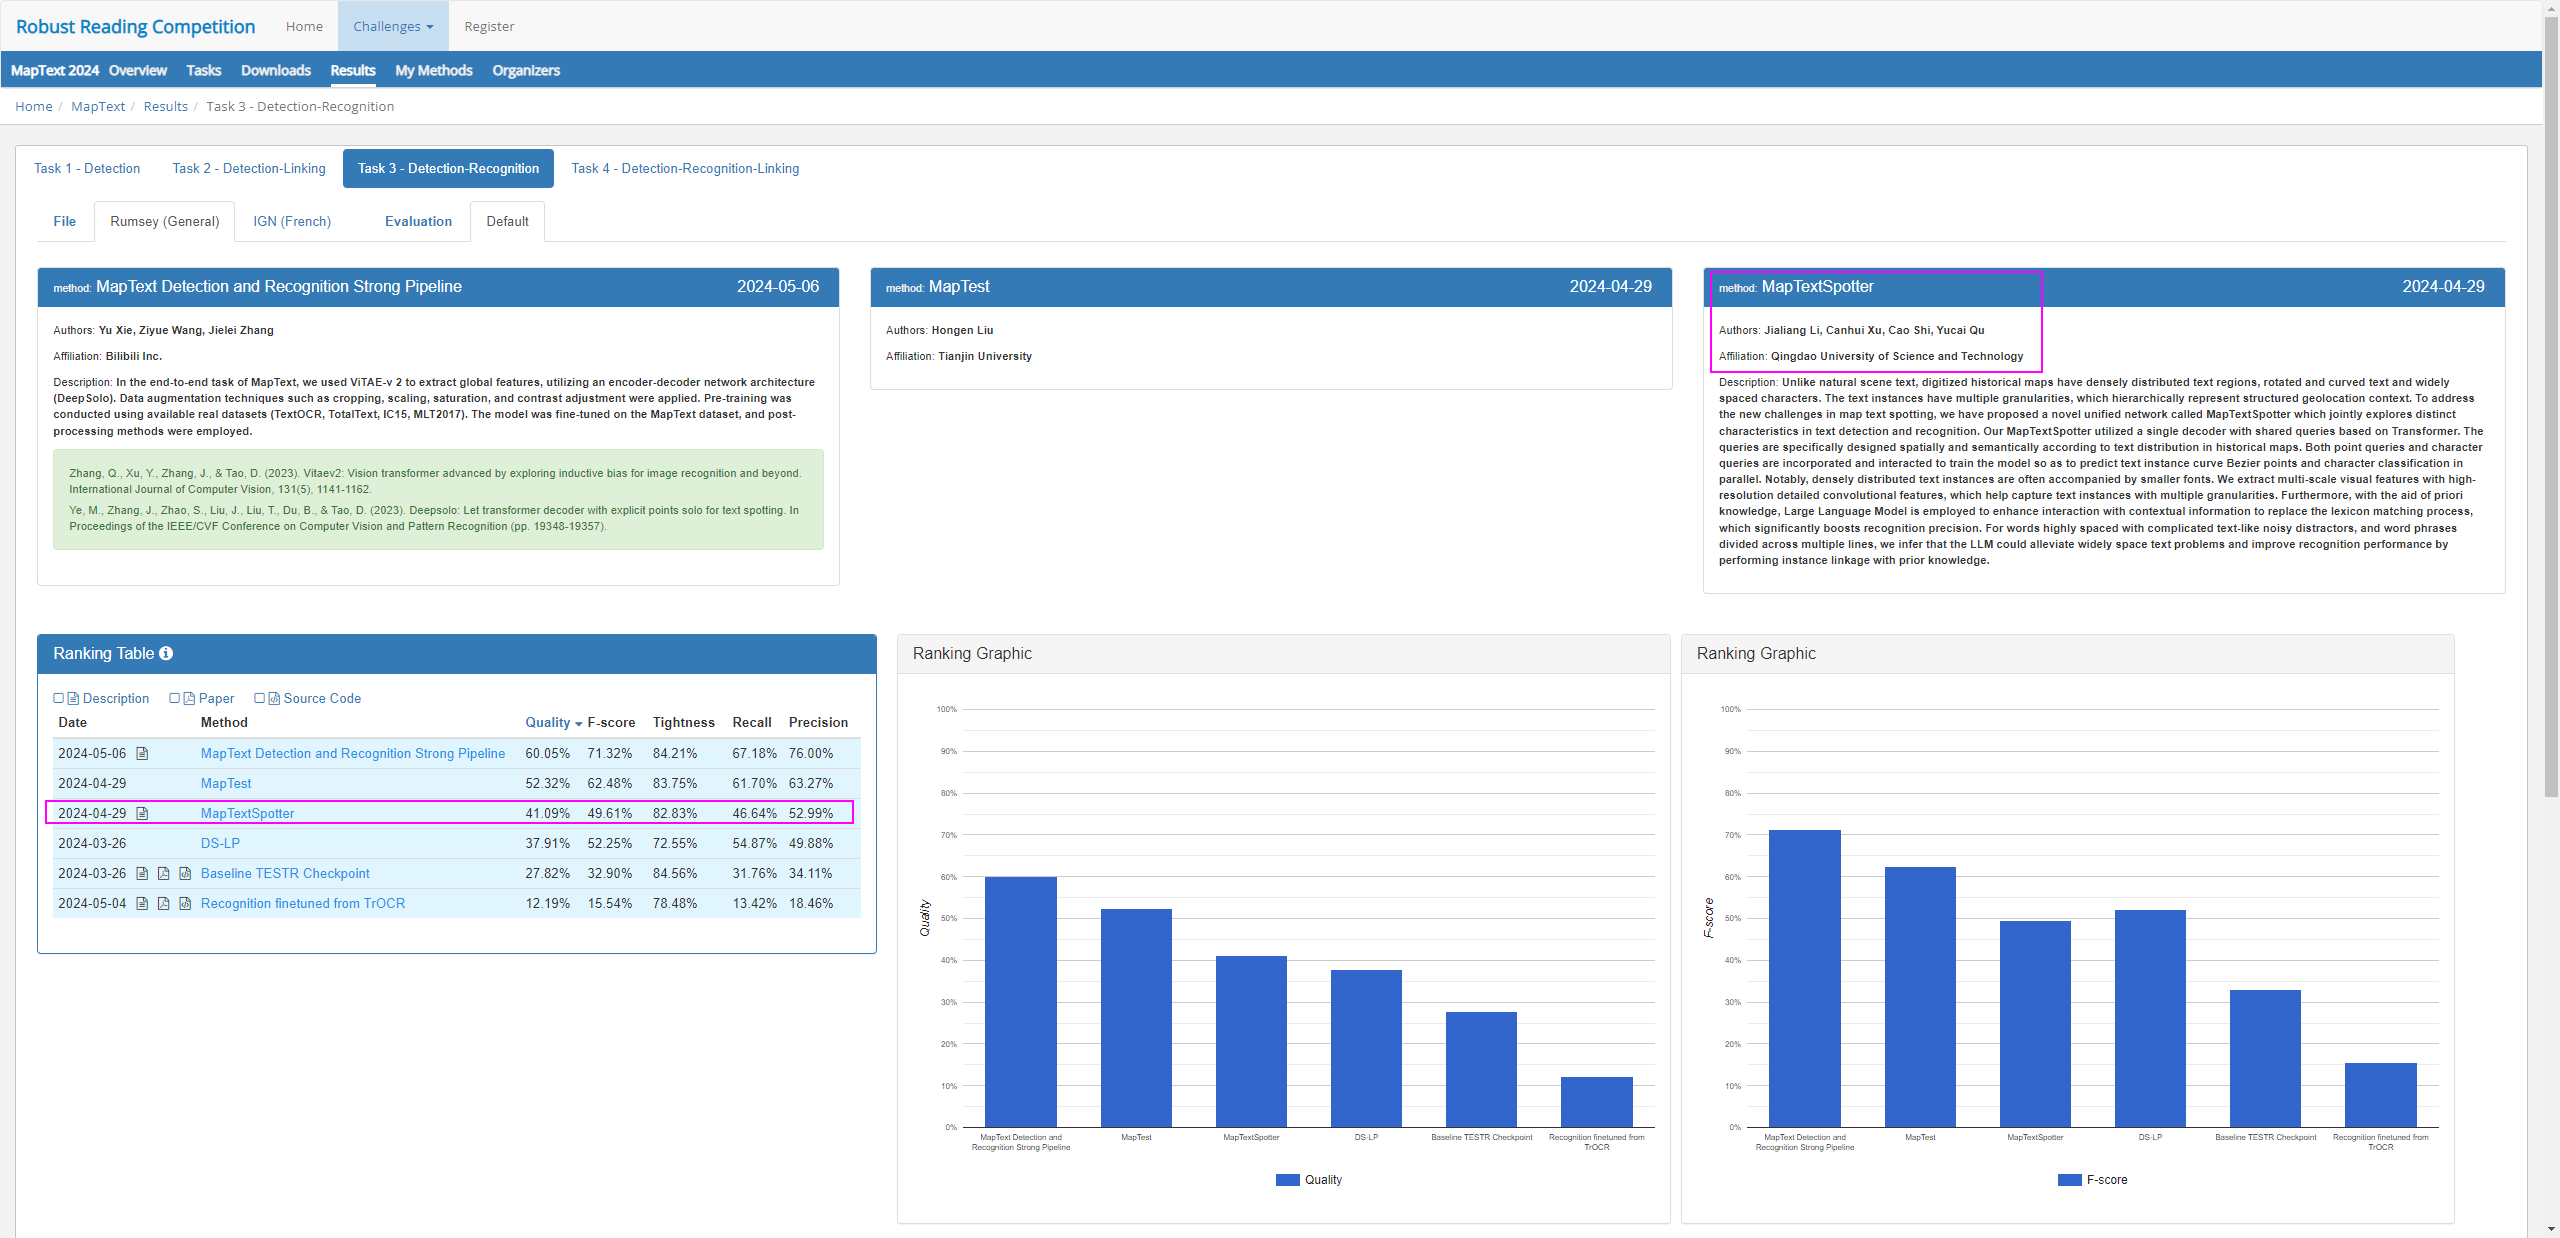 Robust Reading Competition Home Challenges Register
MapText 2024 Overview Tasks Downloads Results My Methods Organizers
Home / MapText / Results / Task 3 - Detection-Recognition
Task 1 - Detection Task 2 - Detection-Linking Task 3 - Detection-Recognition Task 4 - Detection-Recognition-Linking
File Rumsey (General) IGN (French) Evaluation Default
method: MapText Detection and Recognition Strong Pipeline 2024-05-06
Authors: Yu Xie, Ziyue Wang, Jielei Zhang
Affiliation: Bilibili Inc.
Description: In the end-to-end task of MapText, we used ViTAE-v 2 to extract global features, utilizing an encoder-decoder network architecture
(DeepSolo). Data augmentation techniques such as cropping, scaling, saturation, and contrast adjustment were applied. Pre-training was
conducted using available real datasets (TextOCR, TotalText, IC15, MLT2017). The model was fine-tuned on the MapText dataset, and post-
processing methods were employed.
Zhang, Q., Xu, Y., Zhang, J., & Tao, D. (2023). Vitaev2: Vision transformer advanced by exploring inductive bias for image recognition and beyond.
International Journal of Computer Vision, 131(5), 1141-1162.
Ye, M., Zhang, J., Zhao, S., Liu, J., Liu, T., Du, B., & Tao, D. (2023). Deepsolo: Let transformer decoder with explicit points solo for text spotting. In
Proceedings of the IEEE/CVF Conference on Computer Vision and Pattern Recognition (pp. 19348-19357).
method: MapTest 2024-04-29
Authors: Hongen Liu
Affiliation: Tianjin University
method: MapTextSpotter 2024-04-29
Authors: Jialiang Li, Canhui Xu, Cao Shi, Yucai Qu
Affiliation: Qingdao University of Science and Technology
Description: Unlike natural scene text, digitized historical maps have densely distributed text regions, rotated and curved text and widely
spaced characters. The text instances have multiple granularities, which hierarchically represent structured geolocation context. To address
the new challenges in map text spotting, we have proposed a novel unified network called MapTextSpotter which jointly explores distinct
characteristics in text detection and recognition. Our MapTextSpotter utilized a single decoder with shared queries based on Transformer. The
queries are specifically designed spatially and semantically according to text distribution in historical maps. Both point queries and character
queries are incorporated and interacted to train the model so as to predict text instance curve Bezier points and character classification in
parallel. Notably, densely distributed text instances are often accompanied by smaller fonts. We extract multi-scale visual features with high-
resolution detailed convolutional features, which help capture text instances with multiple granularities. Furthermore, with the aid of priori
knowledge, Large Language Model is employed to enhance interaction with contextual information to replace the lexicon matching process,
which significantly boosts recognition precision. For words highly spaced with complicated text-like noisy distractors, and word phrases
divided across multiple lines, we infer that the LLM could alleviate widely space text problems and improve recognition performance by
performing instance linkage with prior knowledge.
Ranking Table
Description Paper Source Code
Date Method Quality F-score Tightness Recall Precision
2024-05-06 MapText Detection and Recognition Strong Pipeline 60.05% 71.32% 84.21% 67.18% 76.00%
2024-04-29 MapTest 52.32% 62.48% 83.75% 61.70% 63.27%
2024-04-29 MapTextSpotter 41.09% 49.61% 82.83% 46.64% 52.99%
2024-03-26 DS-LP 37.91% 52.25% 72.55% 54.87% 49.88%
2024-03-26 Baseline TESTR Checkpoint 27.82% 32.90% 84.56% 31.76% 34.11%
2024-05-04 Recognition finetuned from TrOCR 12.19% 15.54% 78.48% 13.42% 18.46%
Ranking Graphic
100%
90%
80%
70%
60%
50%
40%
30%
20%
10%
0%
Quality
MapText Detection and
Recognition Strong Pipeline
MapTest
MapTextSpotter
DS-LP
Baseline TESTR Checkpoint
Recognition finetuned from
TrOCR
Quality
Ranking Graphic
100%
90%
80%
70%
60%
50%
40%
30%
20%
10%
0%
F-score
MapText Detection and
Recognition Strong Pipeline
MapTest
MapTextSpotter
DS-LP
Baseline TESTR Checkpoint
Recognition finetuned from
TrOCR
F-score